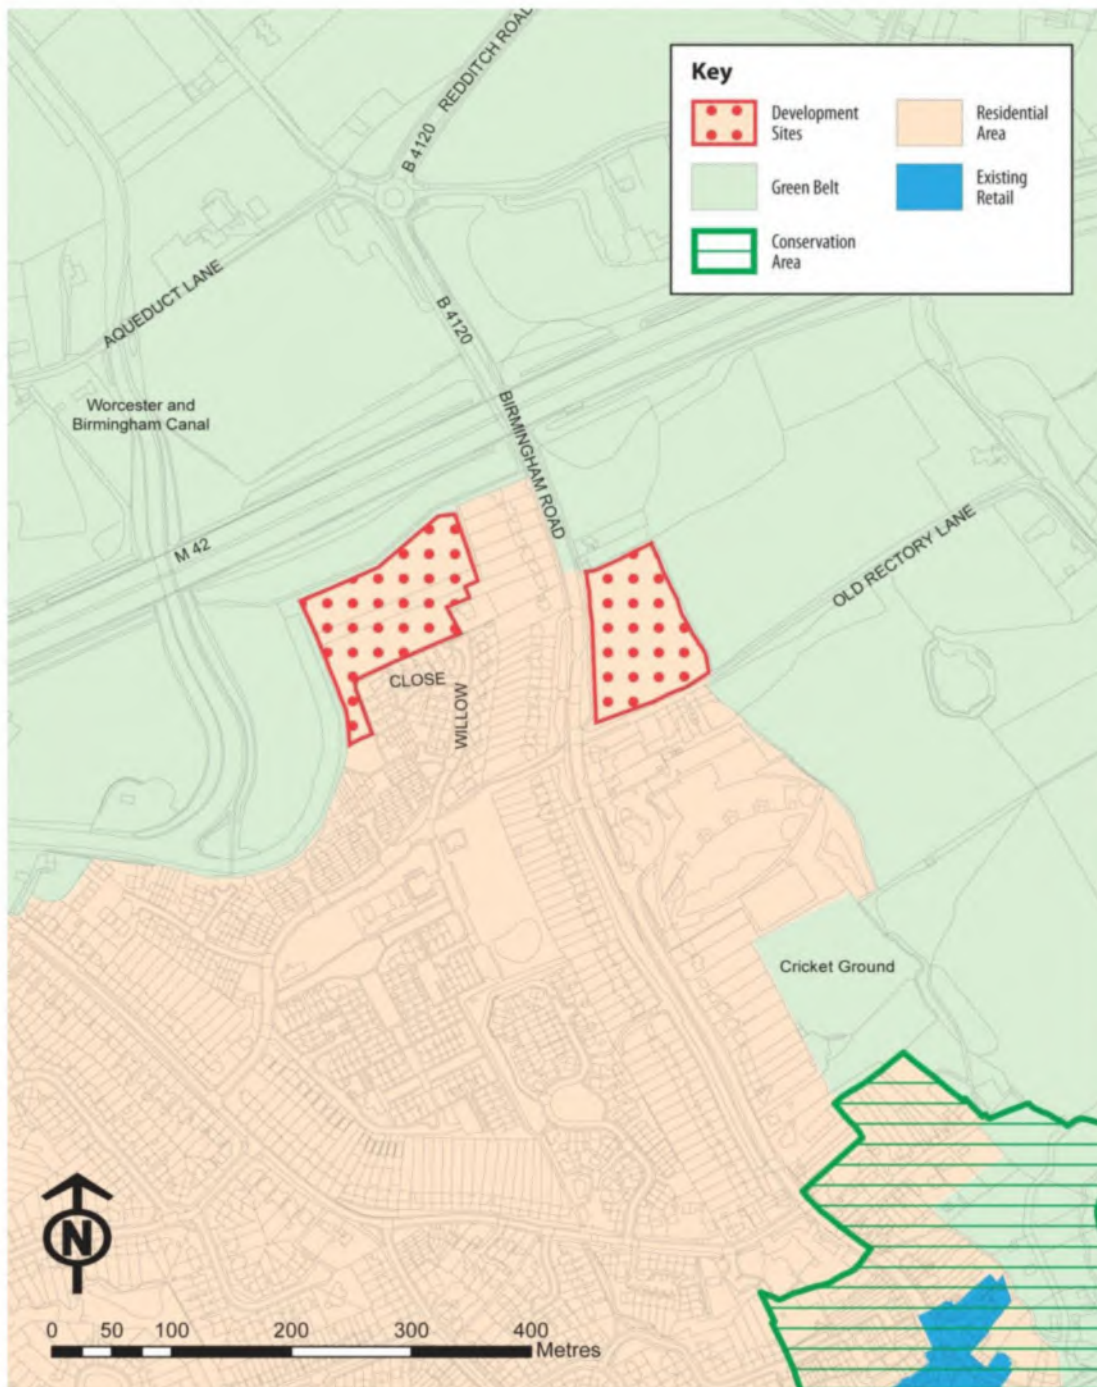 REDDITCH ROAD
B 4120
Key
Development
Sites
Residential
Area
Green Belt
Existing
Retail
Conservation
Area
AQUEDUCT LANE
B 4120
BIRMINGHAM ROAD
Worcester and
Birmingham Canal
M 42
OLD RECTORY LANE
CLOSE
WILLOW
Cricket Ground
N
0 50 100 200 300 400
Metres